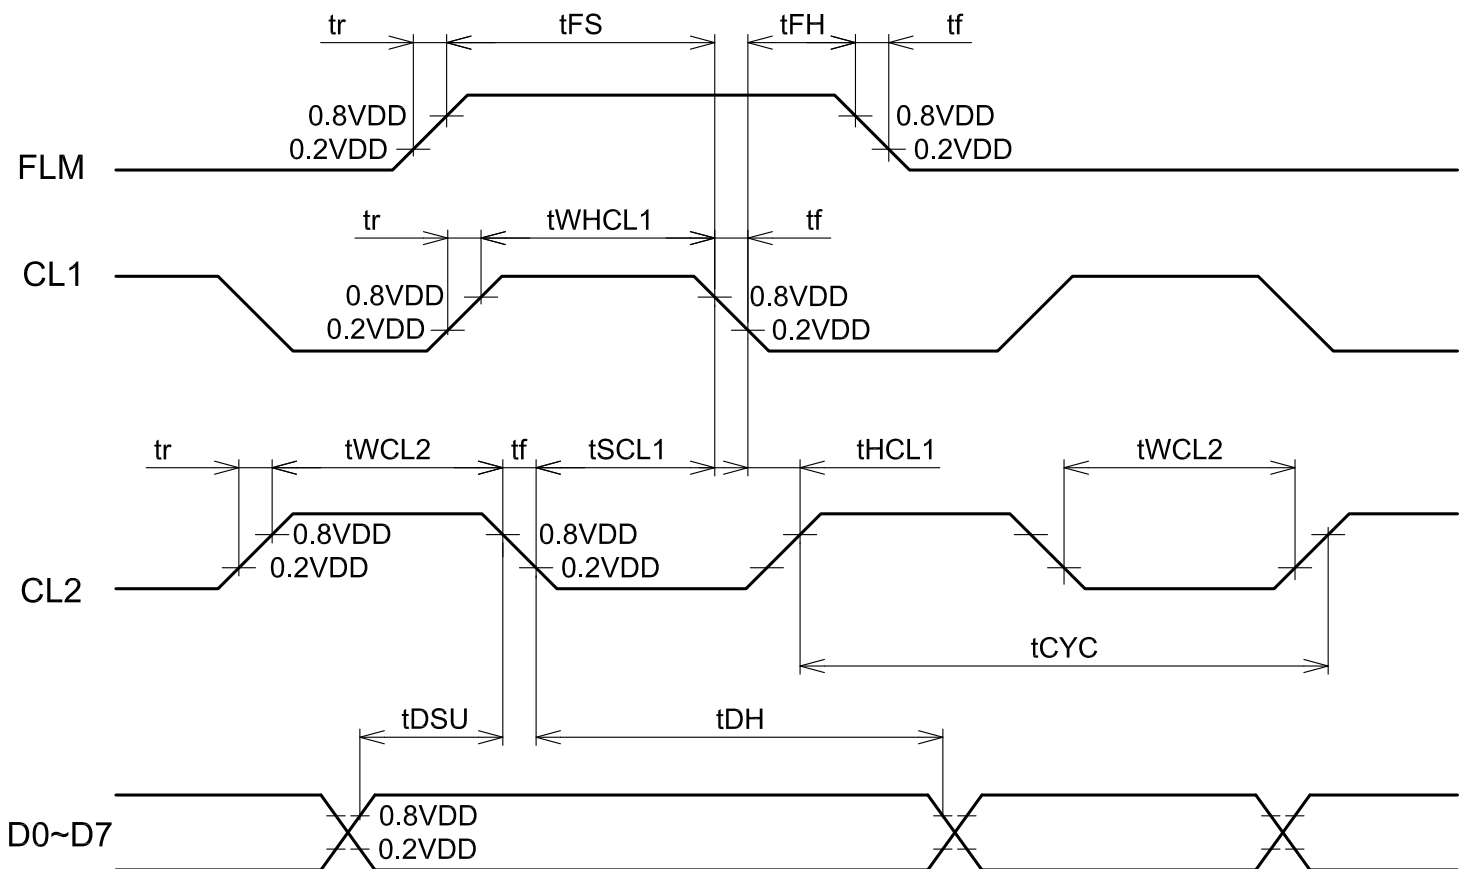 tr tFS tFH tf
0.8VDD 0.8VDD
0.2VDD 0.2VDD
FLM
tr tWHCL1 tf
CL1
0.8VDD 0.8VDD
0.2VDD 0.2VDD
tr tWCL2 tf tSCL1 tHCL1 tWCL2
0.8VDD 0.8VDD
0.2VDD 0.2VDD
CL2
tCYC
tDSU tDH
0.8VDD
D0~D7
0.2VDD